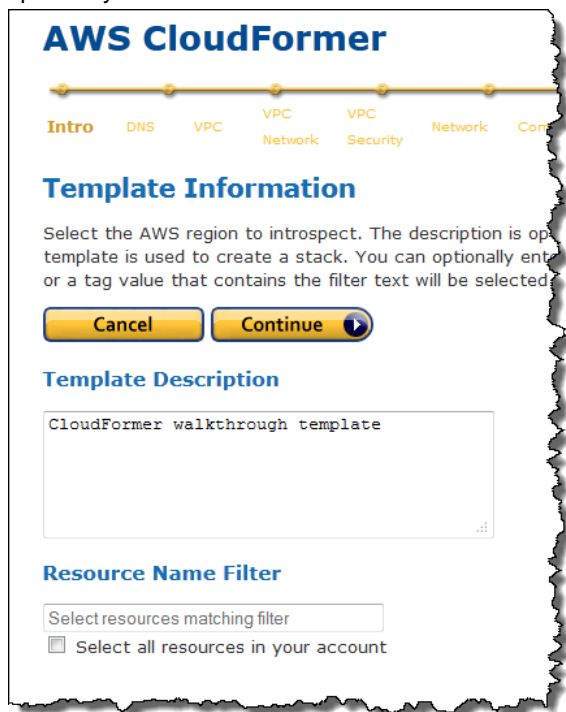 AWS CloudFormer
Intro DNS VPC VPC Network VPC Security Network
Template Information
Select the AWS region to introspect. The description is
template is used to create a stack. You can optionally
or a tag value that contains the filter text will be selected
Cancel Continue
Template Description
CloudFormer walkthrough template
Resource Name Filter
Select resources matching filter
Select all resources in your account